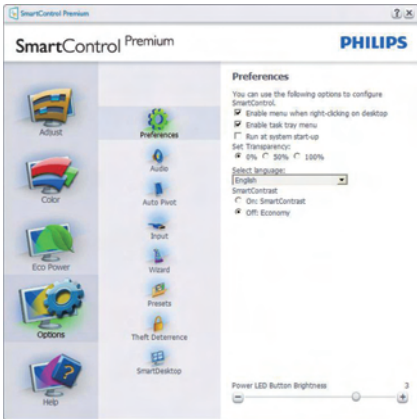 SmartControl Premium
SmartControl Premium
PHILIPS
Adjust
Color
Eco Power
Options
Help
Preferences
Audio
Auto Pivot
Input
Wizard
Presets
Theft Deterrence
SmartDesktop
Preferences
You can use the following options to configure
SmartControl.
Enable menu when right-clicking on desktop
Enable task tray menu
Run at system start-up
Set Transparency:
0% 50% 100%
Select language:
English
SmartContrast
On: SmartContrast
Off: Economy
Power LED Button Brightness 3